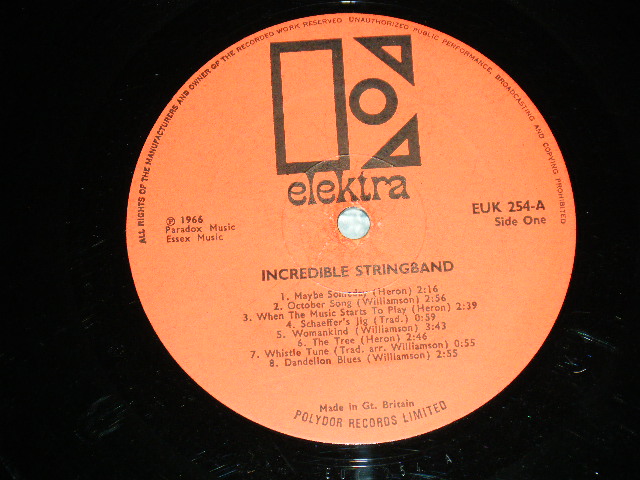 ALL RIGHTS OF THE MANUFACTURERS AND OWNER OF THE RECORDED WORK RESERVED UNAUTHORIZED PUBLIC PERFORMANCE, BROADCASTING AND COPYING PROHIBITED
elektra
℗ 1966
Paradox Music
Essex Music
EUK 254-A
Side One
INCREDIBLE STRINGBAND
1. Maybe Someday (Heron) 2:16
2. October Song (Williamson) 2:56
3. When The Music Starts To Play (Heron) 2:39
4. Schaeffer's Jig (Trad.) 0:59
5. Womankind (Williamson) 3:43
6. The Tree (Heron) 2:46
7. Whistle Tune (Trad. arr. Williamson) 0:55
8. Dandelion Blues (Williamson) 2:55
Made in Gt. Britain
POLYDOR RECORDS LIMITED